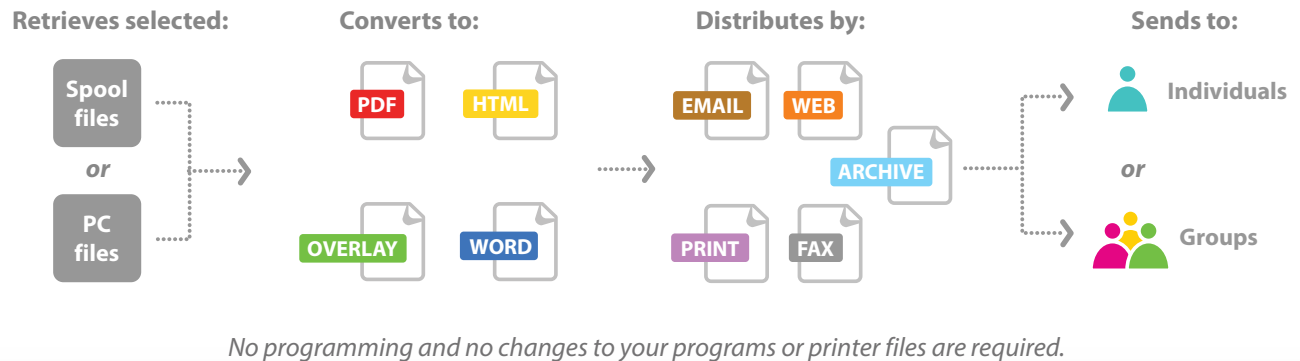 Retrieves selected:
Converts to:
Distributes by:
Sends to:
Spool
files
or
PC
files
PDF
HTML
OVERLAY
WORD
EMAIL
WEB
ARCHIVE
PRINT
FAX
Individuals
or
Groups
No programming and no changes to your programs or printer files are required.